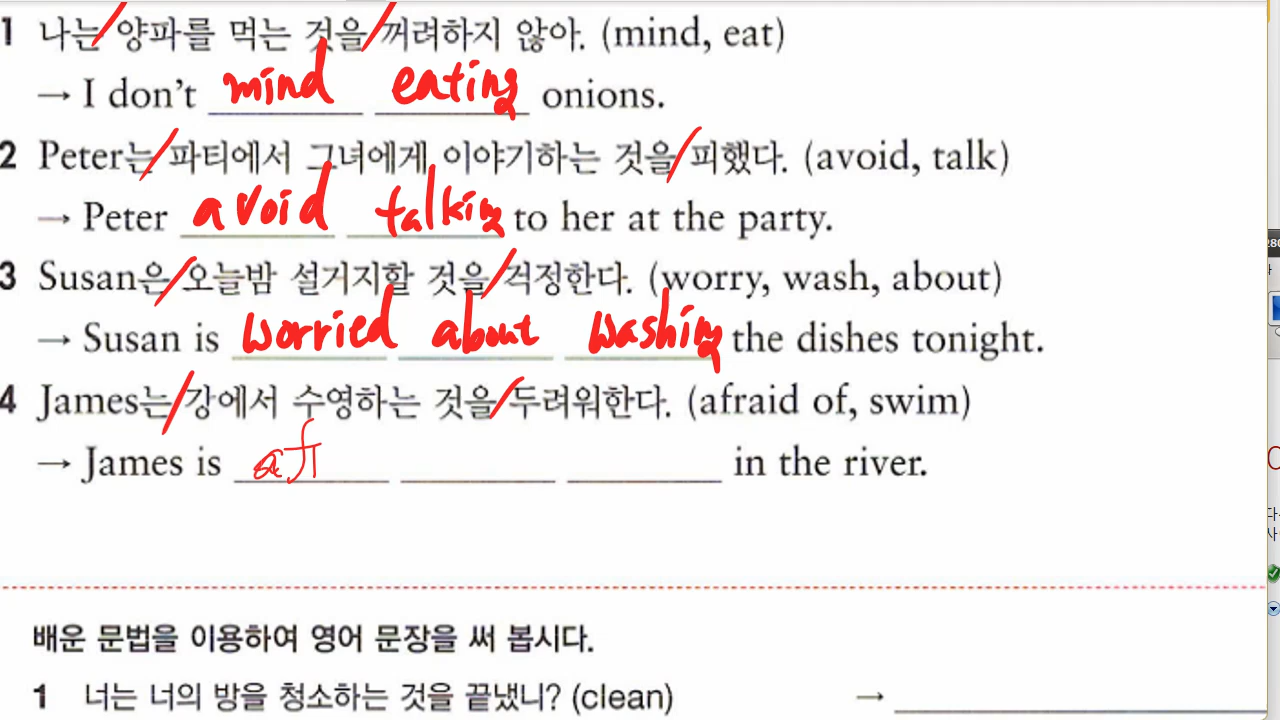 1 나는/양파를 먹는 것을/꺼려하지 않아. (mind, eat)
→ I don't mind eating onions.
2 Peter는/파티에서 그녀에게 이야기하는 것을/피했다. (avoid, talk)
→ Peter avoid talking to her at the party.
3 Susan은/오늘밤 설거지할 것을/걱정한다. (worry, wash, about)
→ Susan is worried about washing the dishes tonight.
4 James는/강에서 수영하는 것을/두려워한다. (afraid of, swim)
→ James is af in the river.
배운 문법을 이용하여 영어 문장을 써 봅시다.
1 너는 너의 방을 청소하는 것을 끝냈니? (clean) →